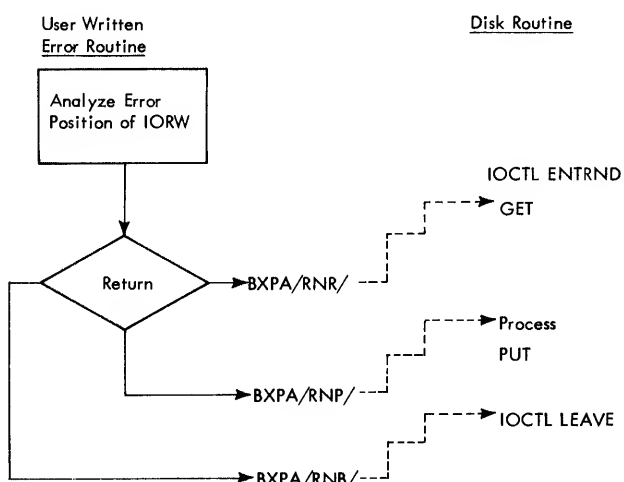 User Written
Error Routine
Disk Routine
Analyze Error
Position of IORW
IOCTL ENTRND
GET
Return
BXPA/RNR/
Process
PUT
BXPA/RNP/
IOCTL LEAVE
BXPA/RNB/